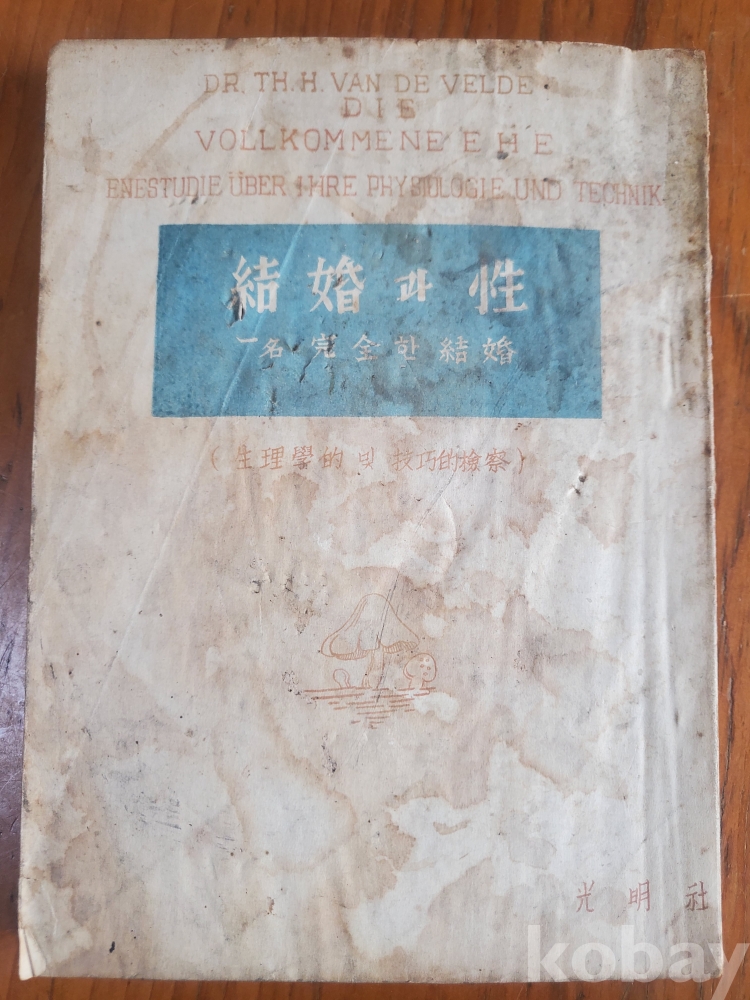 DR. TH. H. VAN DE VELDE
DIE
VOLLKOMMENE EHE
ENESTUDIE ÜBER IHRE PHYSIOLOGIE UND TECHNIK
結婚과性
一名 完全한結婚
(生理學的 및 技巧的檢察)
光明社
kobay